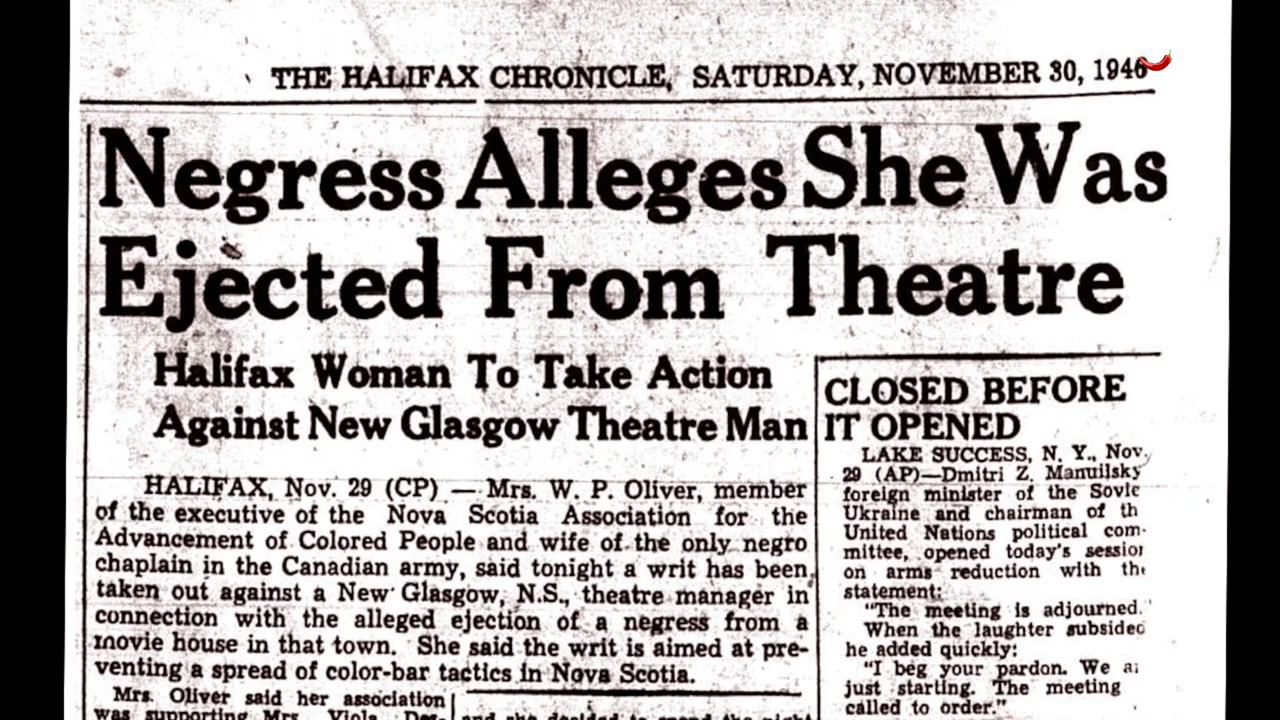 THE HALIFAX CHRONICLE, SATURDAY, NOVEMBER 30, 1946
Negress Alleges She Was
Ejected From Theatre
Halifax Woman To Take Action
Against New Glasgow Theatre Man
HALIFAX, Nov. 29 (CP) — Mrs. W. P. Oliver, member
of the executive of the Nova Scotia Association for the
Advancement of Colored People and wife of the only negro
chaplain in the Canadian army, said tonight a writ has been
taken out against a New Glasgow, N.S., theatre manager in
connection with the alleged ejection of a negress from a
movie house in that town. She said the writ is aimed at pre-
venting a spread of color-bar tactics in Nova Scotia.
Mrs. Oliver said her association
was supporting Mrs. Viola Des-
and she decided to spend the night
CLOSED BEFORE
IT OPENED
LAKE SUCCESS, N. Y., Nov.
29 (AP)—Dmitri Z. Manuilsky
foreign minister of the Sovie
Ukraine and chairman of th
United Nations political com-
mittee, opened today's session
on arms reduction with the
statement:
"The meeting is adjourned."
When the laughter subsided
he added quickly:
"I beg your pardon. We a
just starting. The meeting
called to order."